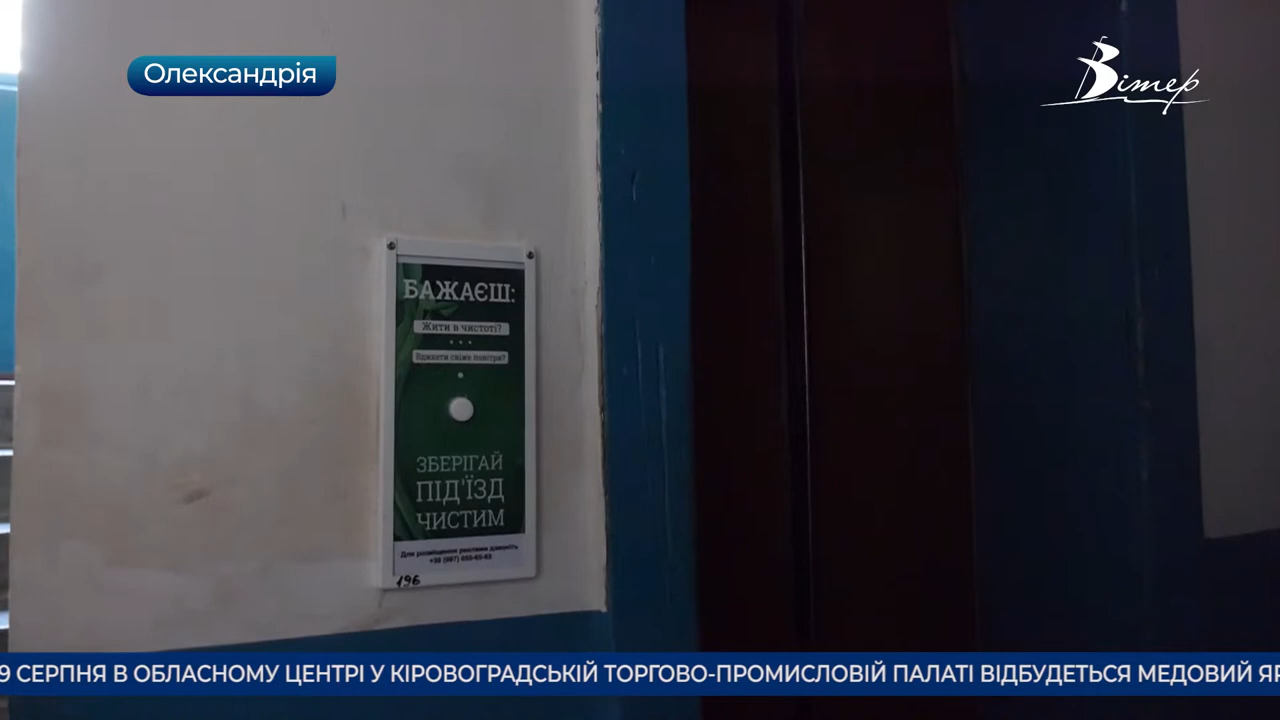 Олександрія
Вітер
БАЖАЄШ:
Жити в чистоті?
Вдихати свіже повітря?
ЗБЕРІГАЙ
ПІД'ЇЗД
ЧИСТИМ
Для розміщення реклами дзвоніть
196
9 СЕРПНЯ В ОБЛАСНОМУ ЦЕНТРІ У КІРОВОГРАДСЬКІЙ ТОРГОВО-ПРОМИСЛОВІЙ ПАЛАТІ ВІДБУДЕТЬСЯ МЕДОВИЙ ЯР